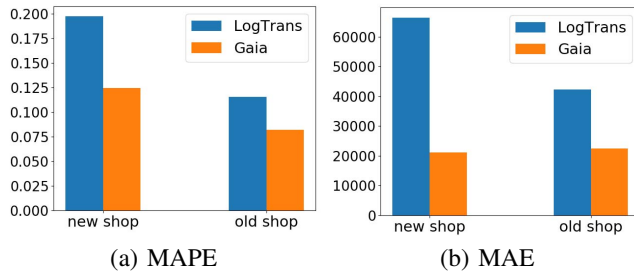 0.200
0.175
0.150
0.125
0.100
0.075
0.050
0.025
0.000
LogTrans
Gaia
new shop
old shop
(a) MAPE
60000
50000
40000
30000
20000
10000
0
LogTrans
Gaia
new shop
old shop
(b) MAE